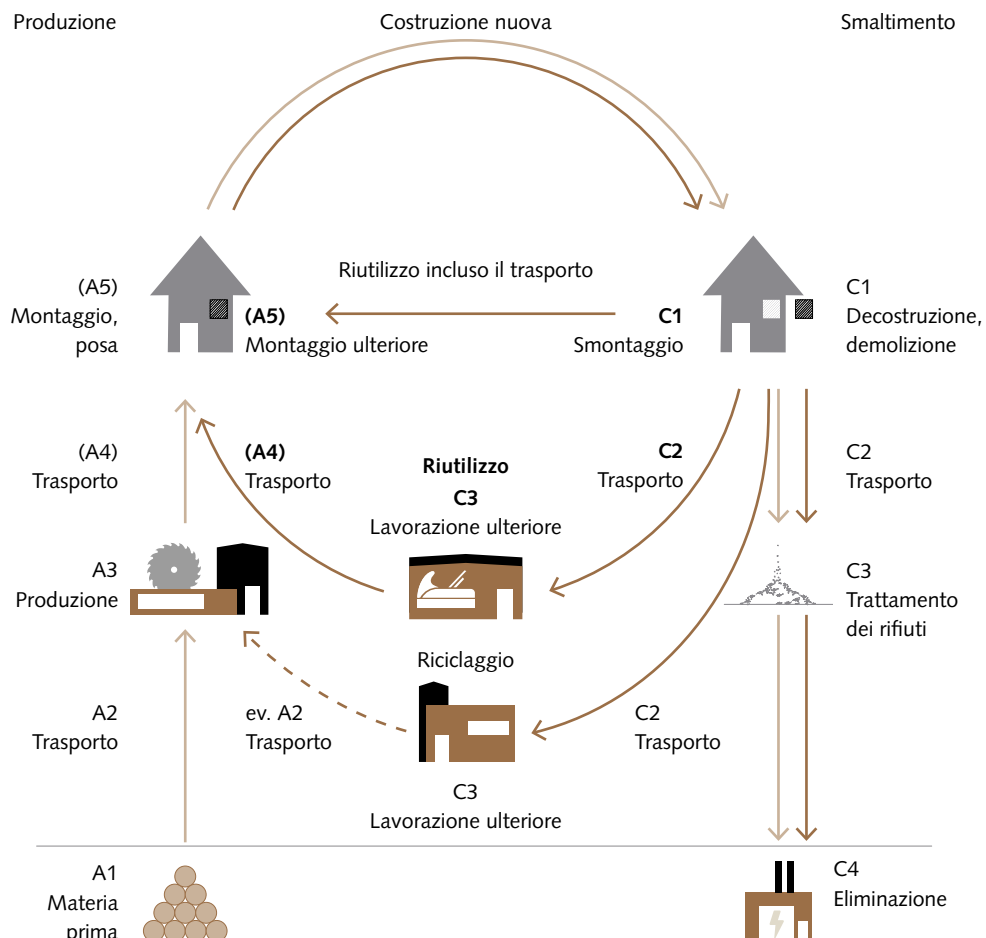 Produzione
Costruzione nuova
Smaltimento
Riutilizzo incluso il trasporto
(A5)
Montaggio,
posa
(A5)
Montaggio ulteriore
C1
Smontaggio
C1
Decostruzione,
demolizione
(A4)
Trasporto
(A4)
Trasporto
Riutilizzo
C3
Lavorazione ulteriore
C2
Trasporto
C2
Trasporto
A3
Produzione
C3
Trattamento
dei rifiuti
Riciclaggio
A2
Trasporto
ev. A2
Trasporto
C2
Trasporto
C3
Lavorazione ulteriore
A1
Materia
prima
C4
Eliminazione